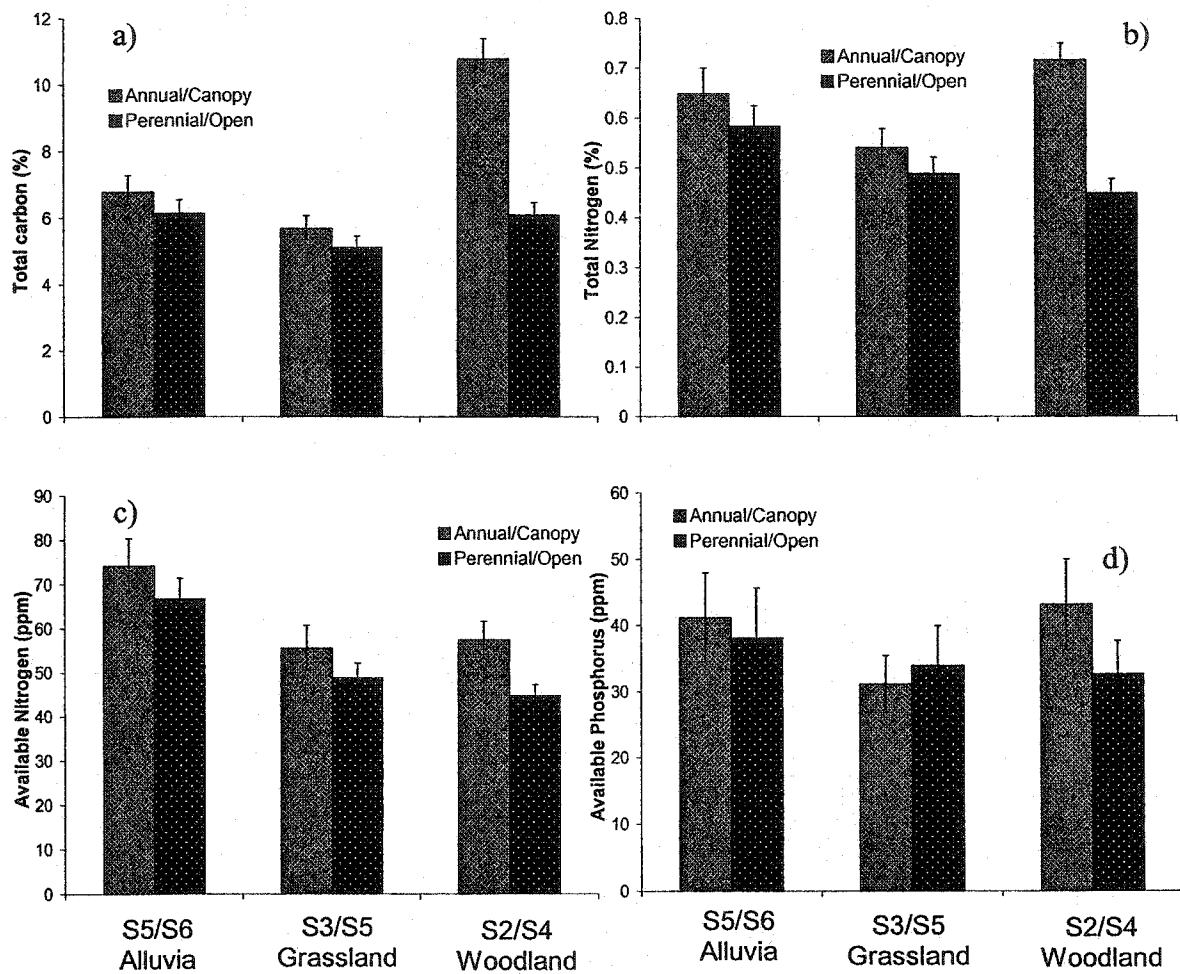 a)
Total carbon (%)
12
10
8
6
4
2
0
Annual/Canopy
Perennial/Open
b)
Total Nitrogen (%)
0.8
0.7
0.6
0.5
0.4
0.3
0.2
0.1
0
Annual/Canopy
Perennial/Open
c)
Available Nitrogen (ppm)
90
80
70
60
50
40
30
20
10
0
Annual/Canopy
Perennial/Open
S5/S6
Alluvia
S3/S5
Grassland
S2/S4
Woodland
d)
Available Phosphorus (ppm)
60
50
40
30
20
10
0
Annual/Canopy
Perennial/Open
S5/S6
Alluvia
S3/S5
Grassland
S2/S4
Woodland